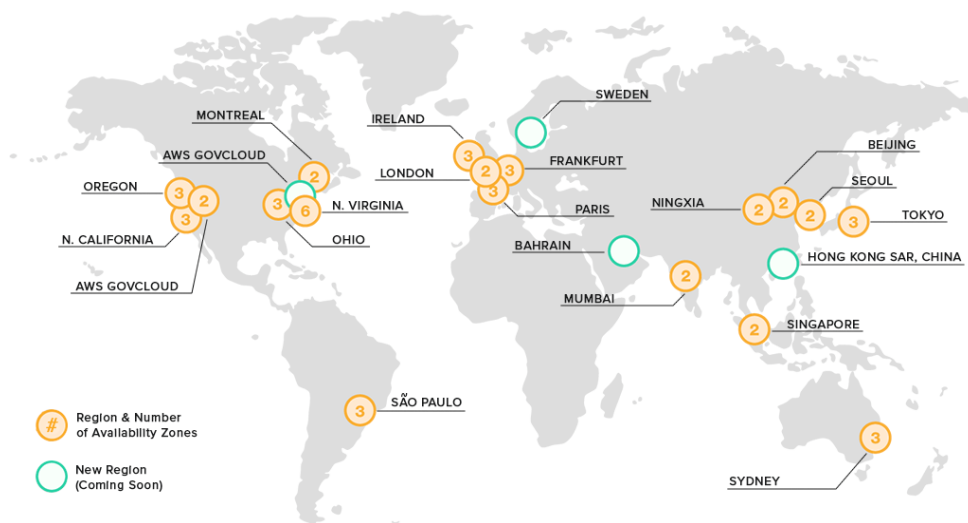 SWEDEN
MONTREAL
IRELAND
BEIJING
AWS GOVCLOUD
FRANKFURT
LONDON
SEOUL
OREGON
N. VIRGINIA
NINGXIA
PARIS
TOKYO
N. CALIFORNIA
OHIO
BAHRAIN
HONG KONG SAR, CHINA
AWS GOVCLOUD
MUMBAI
SINGAPORE
SÃO PAULO
SYDNEY
2
3
2
3
3
3
2
3
6
3
2
3
2
2
2
3
2
2
3
3
# Region & Number
of Availability Zones
New Region
(Coming Soon)